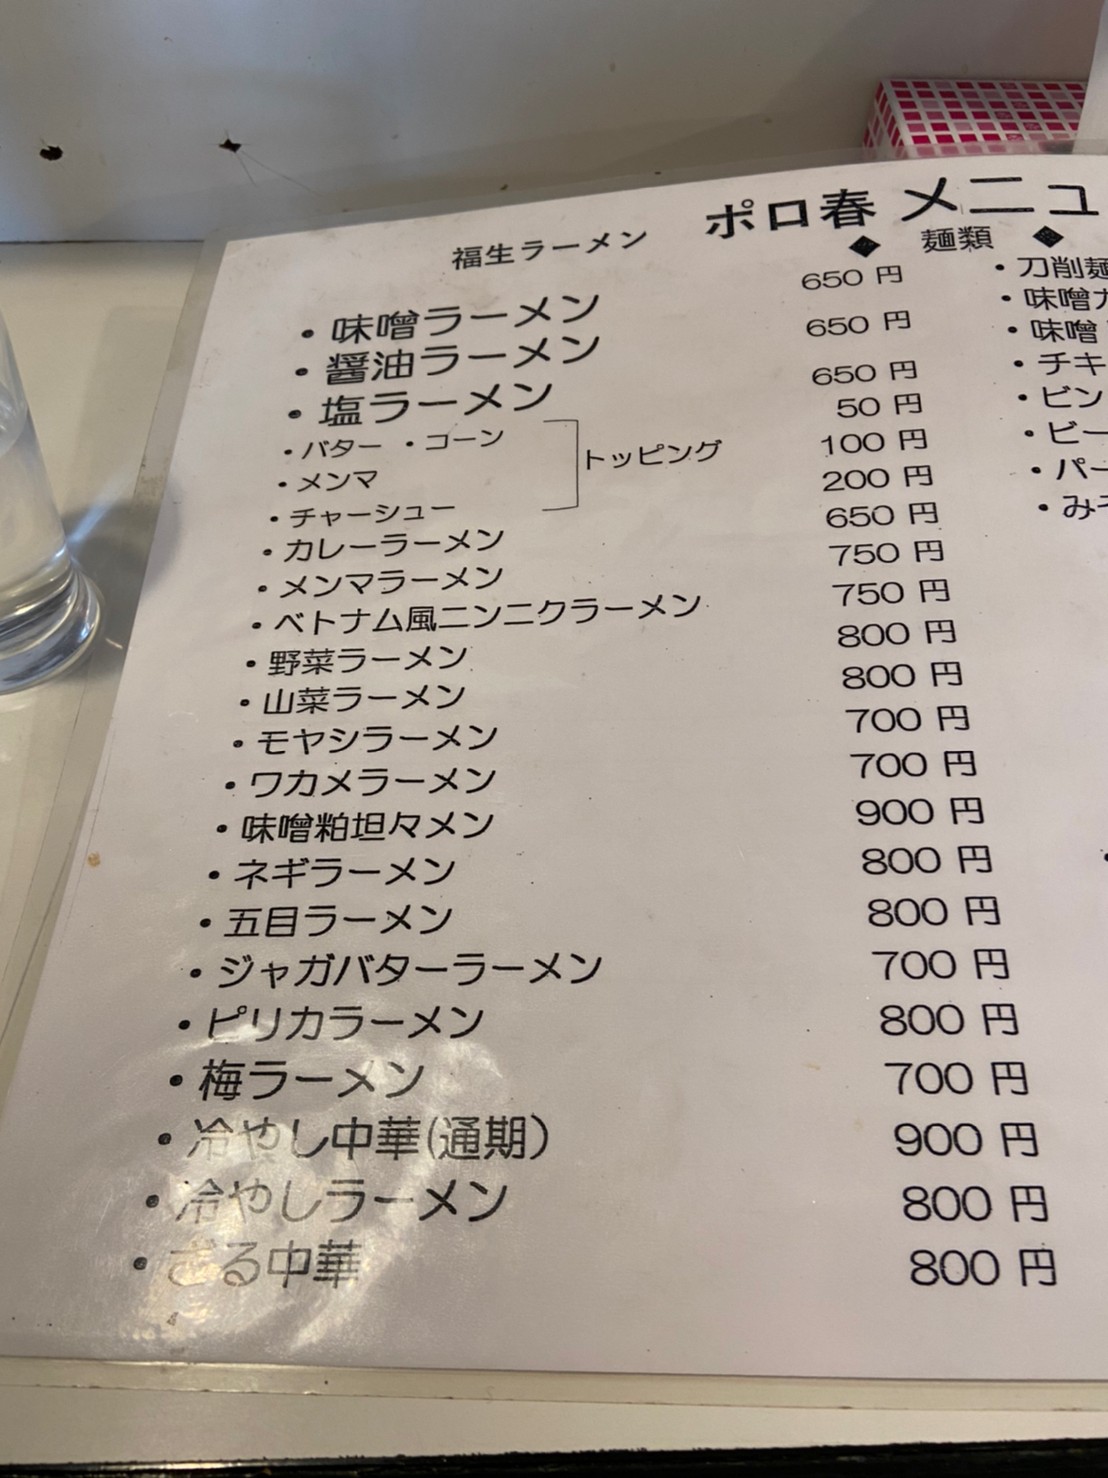 ポロ春 メニュ
福生ラーメン
◆ 麺類 ◆
・味噌ラーメン 650 円
・醤油ラーメン 650 円
・塩ラーメン 650 円
・バター ・コーン 50 円
・メンマ トッピング 100 円
・チャーシュー 200 円
・カレーラーメン 650 円
・メンマラーメン 750 円
・ベトナム風ニンニクラーメン 750 円
・野菜ラーメン 800 円
・山菜ラーメン 800 円
・モヤシラーメン 700 円
・ワカメラーメン 700 円
・味噌粕坦々メン 900 円
・ネギラーメン 800 円
・五目ラーメン 800 円
・ジャガバターラーメン 700 円
・ピリカラーメン 800 円
・梅ラーメン 700 円
・冷やし中華(通期) 900 円
・冷やしラーメン 800 円
・ざる中華 800 円
・刀削麺
・味噌
・味噌
・チキ
・ビン
・ビー
・パー
・み